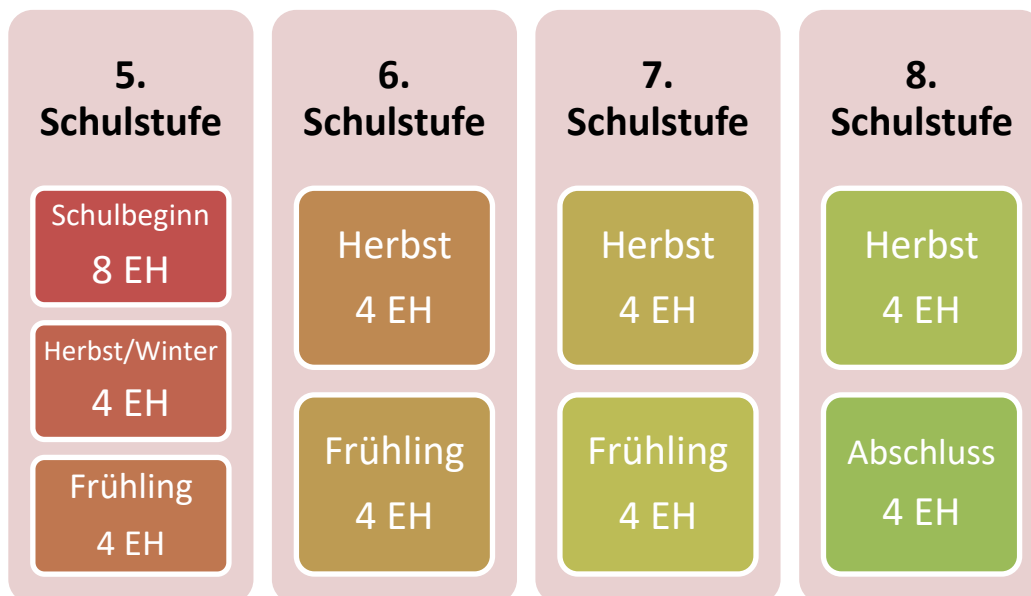 5.
Schulstufe
Schulbeginn
8 EH
Herbst/Winter
4 EH
Frühling
4 EH
6.
Schulstufe
Herbst
4 EH
Frühling
4 EH
7.
Schulstufe
Herbst
4 EH
Frühling
4 EH
8.
Schulstufe
Herbst
4 EH
Abschluss
4 EH